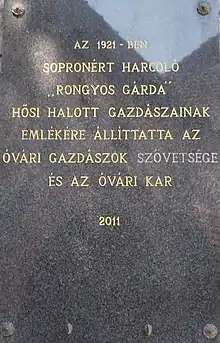 AZ 1921 - BEN
SOPRONÉRT HARCOLÓ
„RONGYOS GÁRDA"
HŐSI HALOTT GAZDÁSZAINAK
EMLÉKÉRE ÁLLÍTTATTA AZ
ÓVÁRI GAZDÁSZOK SZÖVETSÉGE
ÉS AZ ÓVÁRI KAR
2011